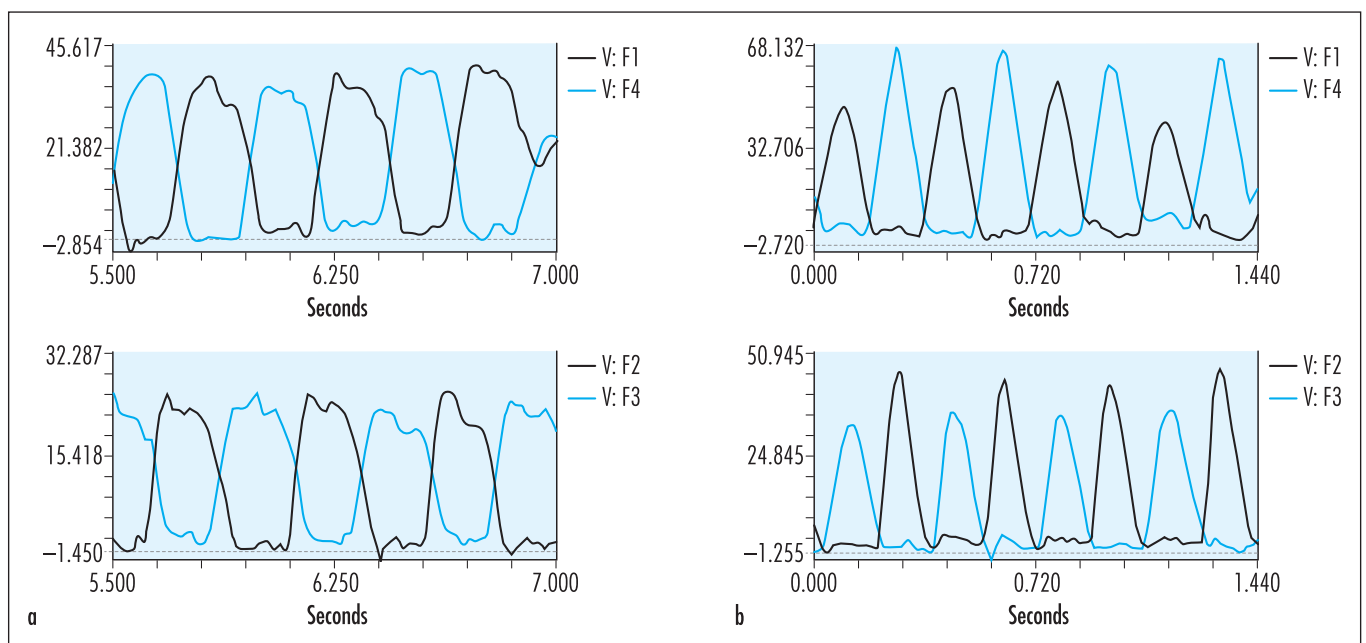 45.617
21.382
–2.854
5.500 6.250 7.000
Seconds
V: F1
V: F4
68.132
32.706
–2.720
0.000 0.720 1.440
Seconds
V: F1
V: F4
32.287
15.418
–1.450
5.500 6.250 7.000
Seconds
V: F2
V: F3
a
50.945
24.845
–1.255
0.000 0.720 1.440
Seconds
V: F2
V: F3
b